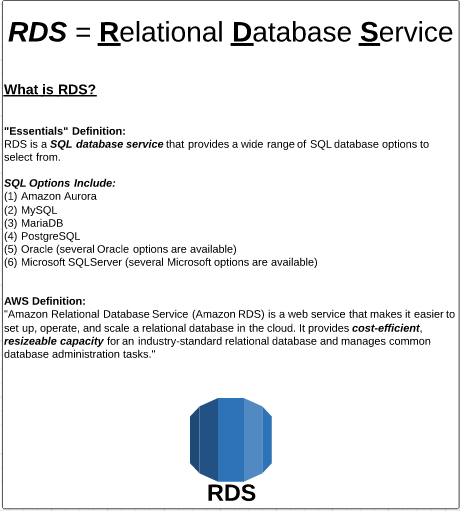 RDS = Relational Database Service
What is RDS?
"Essentials" Definition:
RDS is a SQL database service that provides a wide range of SQL database options to
select from.
SQL Options Include:
(1) Amazon Aurora
(2) MySQL
(3) MariaDB
(4) PostgreSQL
(5) Oracle (several Oracle options are available)
(6) Microsoft SQLServer (several Microsoft options are available)
AWS Definition:
"Amazon Relational Database Service (Amazon RDS) is a web service that makes it easier to
set up, operate, and scale a relational database in the cloud. It provides cost-efficient,
resizeable capacity for an industry-standard relational database and manages common
database administration tasks."
RDS